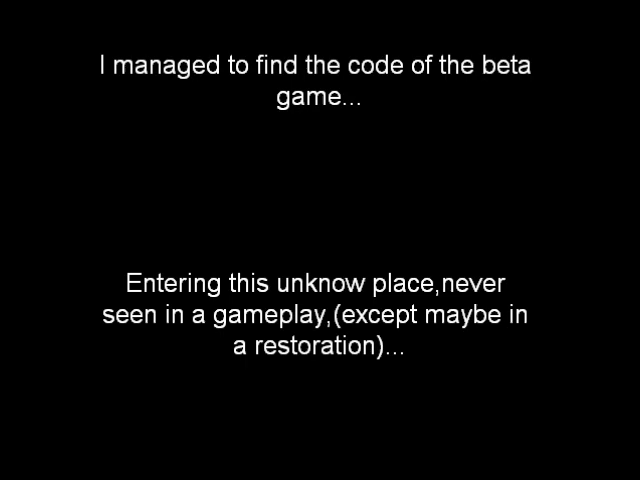 I managed to find the code of the beta
game...
Entering this unknow place,never
seen in a gameplay,(except maybe in
a restoration)...